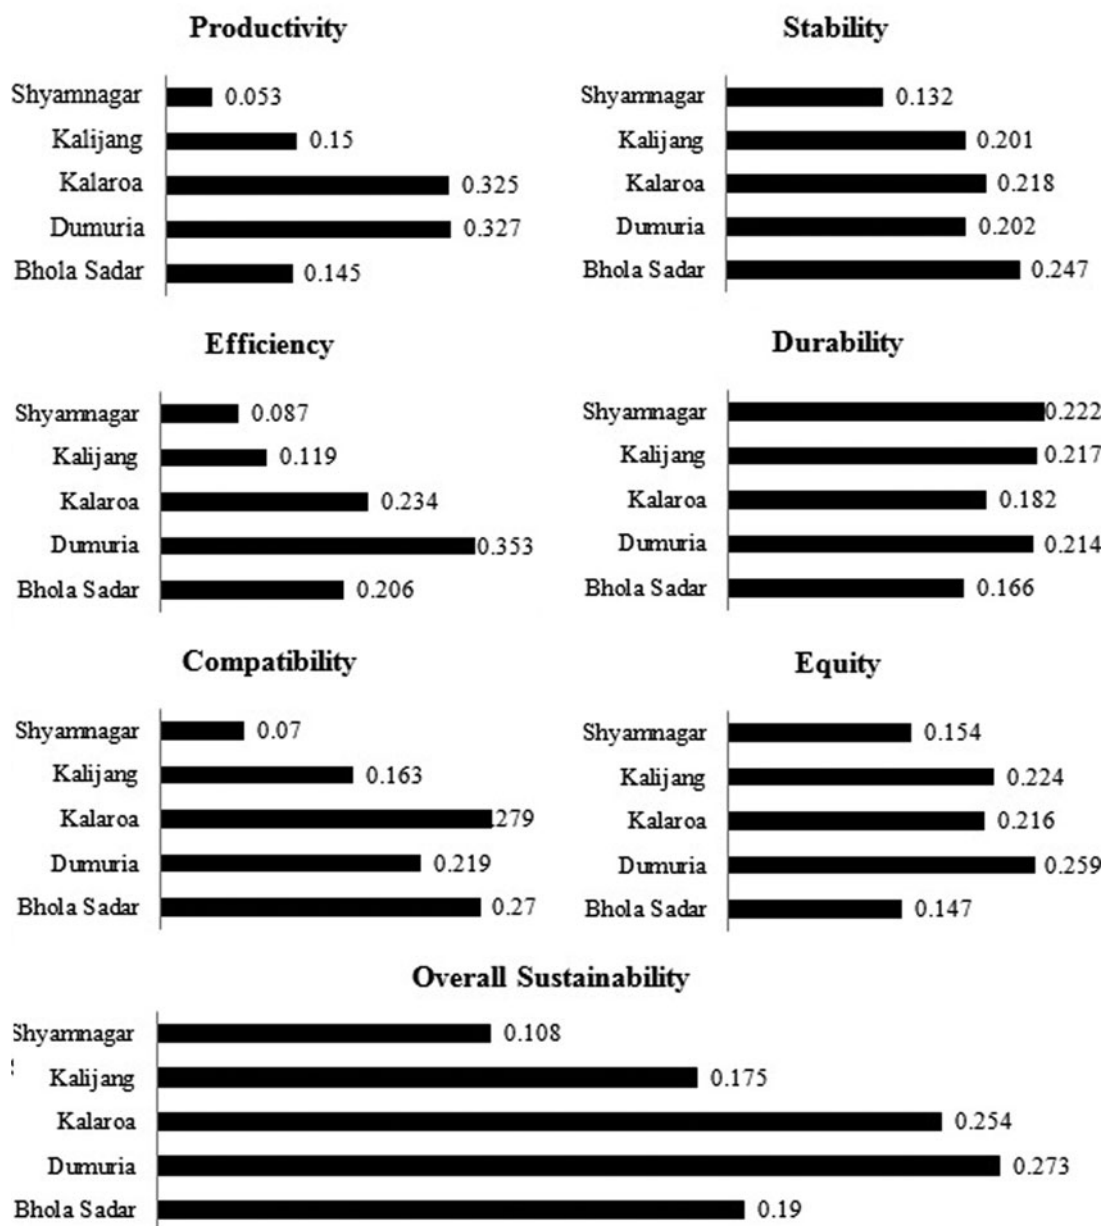 Productivity
Shyamnagar 0.053
Kalijang 0.15
Kalaroa 0.325
Dumuria 0.327
Bhola Sadar 0.145
Stability
Shyamnagar 0.132
Kalijang 0.201
Kalaroa 0.218
Dumuria 0.202
Bhola Sadar 0.247
Efficiency
Shyamnagar 0.087
Kalijang 0.119
Kalaroa 0.234
Dumuria 0.353
Bhola Sadar 0.206
Durability
Shyamnagar 0.222
Kalijang 0.217
Kalaroa 0.182
Dumuria 0.214
Bhola Sadar 0.166
Compatibility
Shyamnagar 0.07
Kalijang 0.163
Kalaroa .279
Dumuria 0.219
Bhola Sadar 0.27
Equity
Shyamnagar 0.154
Kalijang 0.224
Kalaroa 0.216
Dumuria 0.259
Bhola Sadar 0.147
Overall Sustainability
Shyamnagar 0.108
Kalijang 0.175
Kalaroa 0.254
Dumuria 0.273
Bhola Sadar 0.19